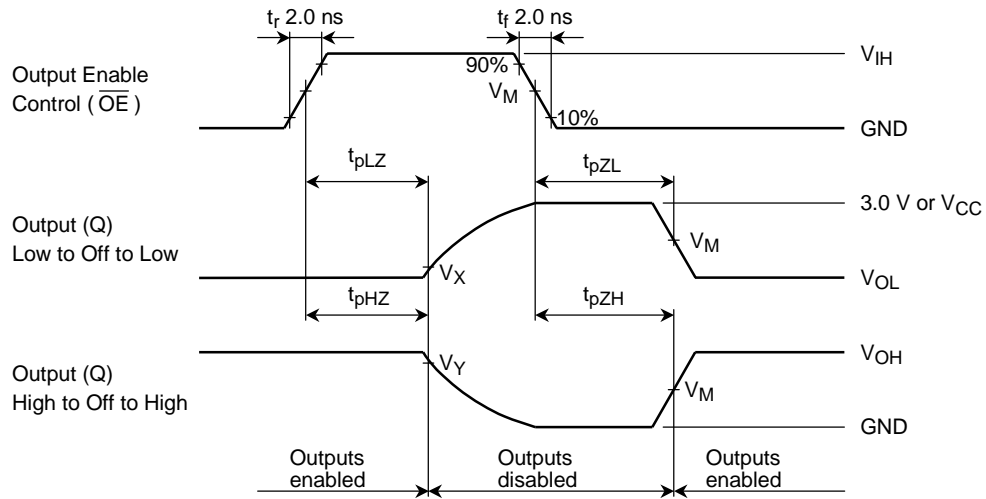 tr 2.0 ns
tf 2.0 ns
Output Enable
Control ( OE )
90%
VM
10%
VIH
GND
tpLZ
tpZL
Output (Q)
Low to Off to Low
VX
VM
3.0 V or VCC
VOL
tpHZ
tpZH
Output (Q)
High to Off to High
VY
VM
VOH
GND
Outputs
enabled
Outputs
disabled
Outputs
enabled